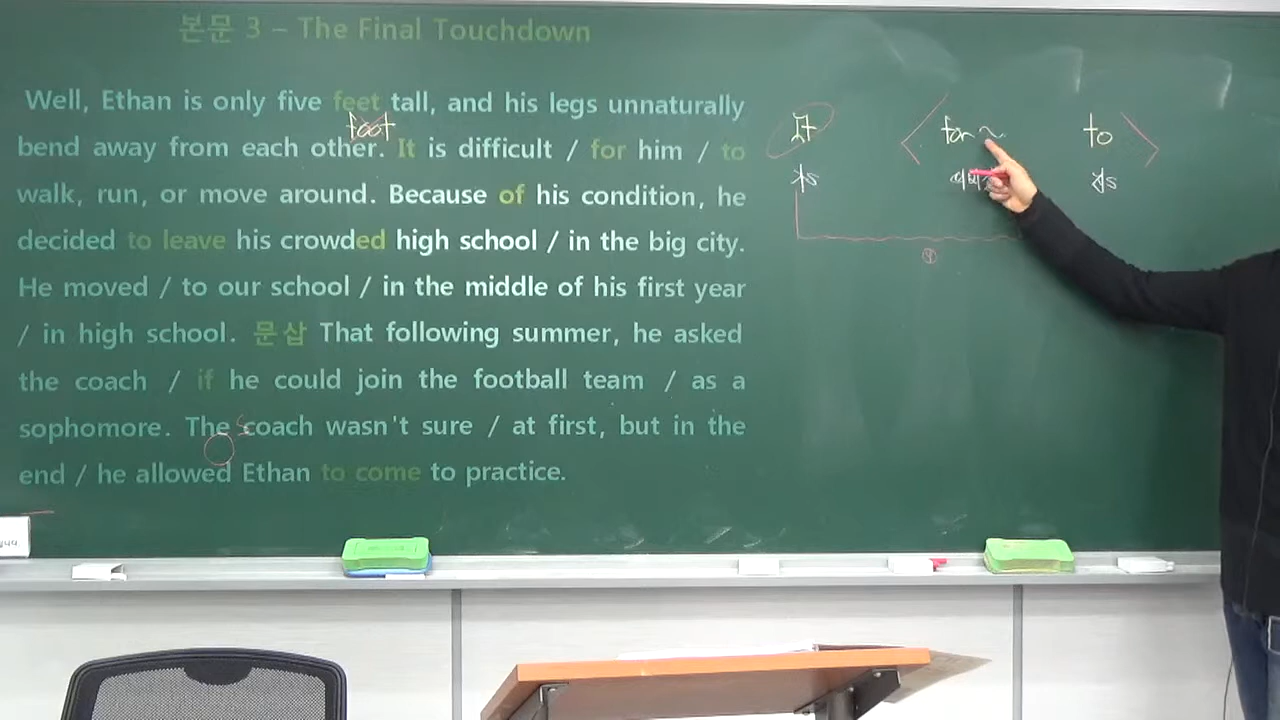 본문 3 – The Final Touchdown
Well, Ethan is only five feet tall, and his legs unnaturally
foot
bend away from each other. It is difficult / for him / to
walk, run, or move around. Because of his condition, he
decided to leave his crowded high school / in the big city.
He moved / to our school / in the middle of his first year
/ in high school. 문삽 That following summer, he asked
the coach / if he could join the football team / as a
sophomore. The coach wasn't sure / at first, but in the
S
end / he allowed Ethan to come to practice.
It for ~ to
가s 진s